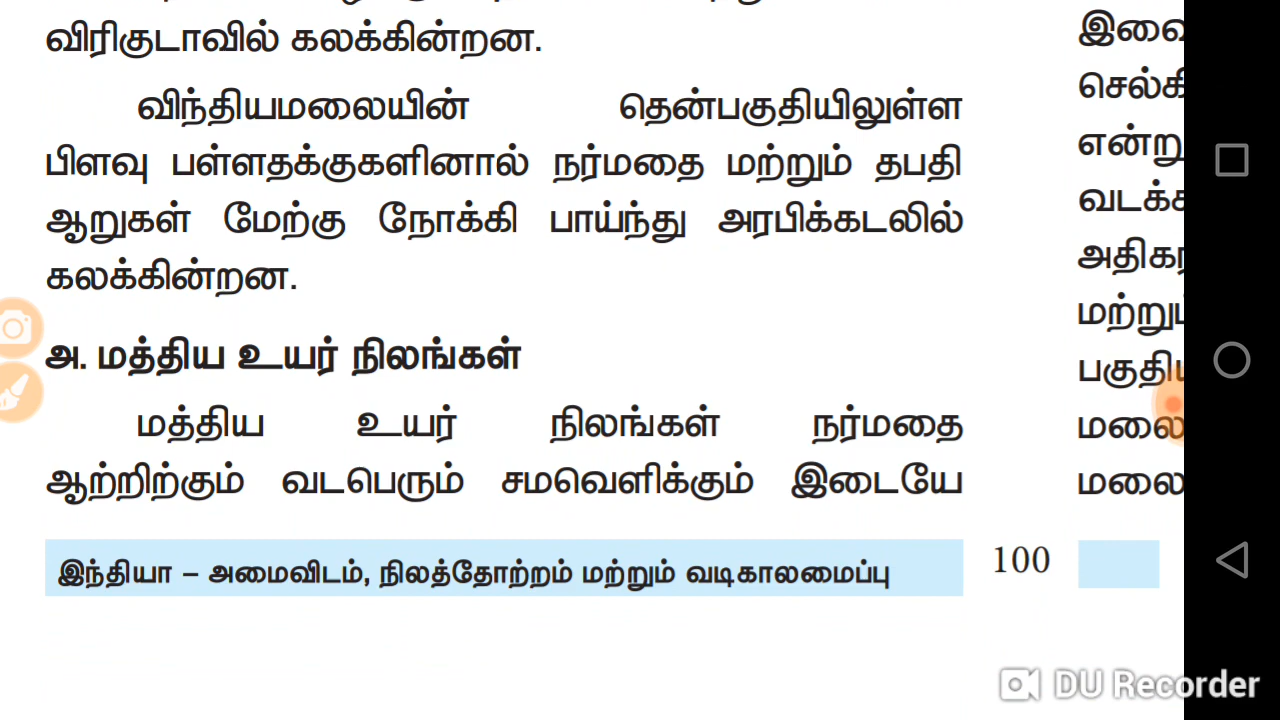 விரிகுடாவில் கலக்கின்றன.
விந்தியமலையின் தென்பகுதியிலுள்ள
பிளவு பள்ளதக்குகளினால் நர்மதை மற்றும் தபதி
ஆறுகள் மேற்கு நோக்கி பாய்ந்து அரபிக்கடலில்
கலக்கின்றன.
அ. மத்திய உயர் நிலங்கள்
மத்திய உயர் நிலங்கள் நர்மதை
ஆற்றிற்கும் வடபெரும் சமவெளிக்கும் இடையே
இந்தியா – அமைவிடம், நிலத்தோற்றம் மற்றும் வடிகாலமைப்பு
100
என்று
மலை
DU Recorder